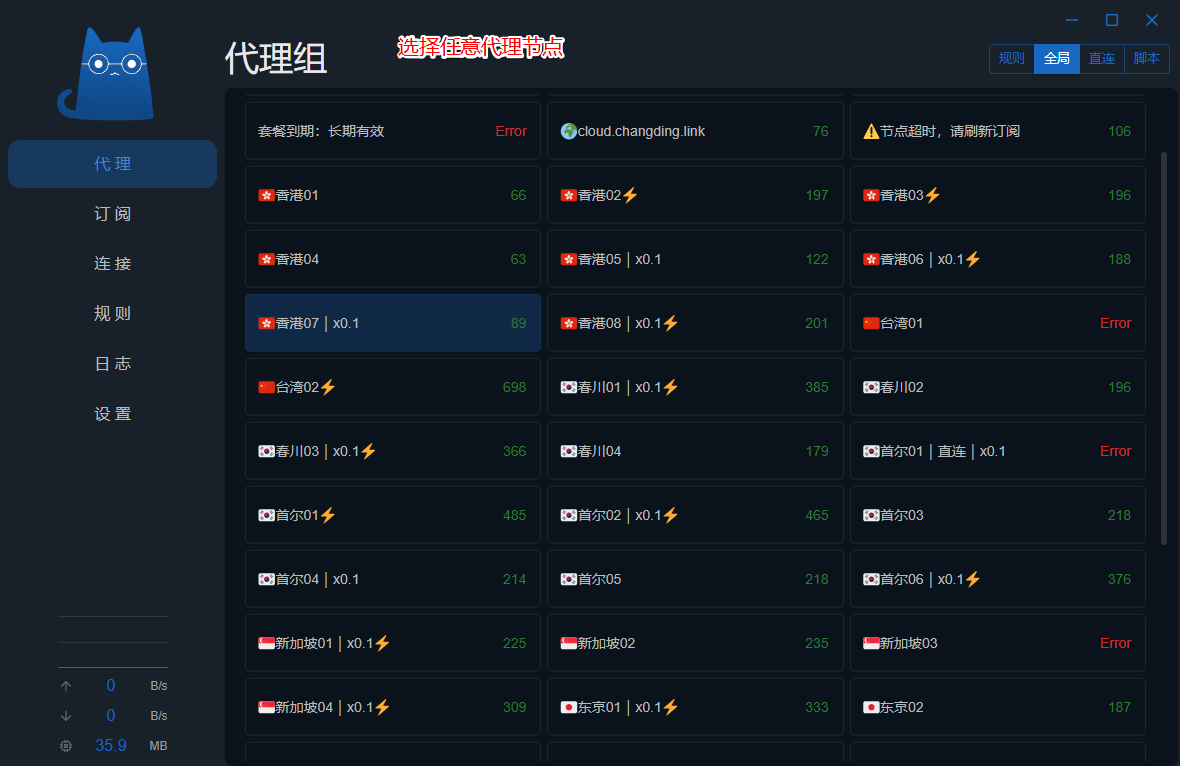 代理组
选择任意代理节点
规则 全局 直连 脚本
代 理
订 阅
连 接
规 则
日 志
设 置
0 B/s
0 B/s
35.9 MB
套餐到期：长期有效 Error
🌍cloud.changding.link 76
⚠️节点超时，请刷新订阅 106
🇭🇰香港01 66
🇭🇰香港02⚡ 197
🇭🇰香港03⚡ 196
🇭🇰香港04 63
🇭🇰香港05 | x0.1 122
🇭🇰香港06 | x0.1⚡ 188
🇭🇰香港07 | x0.1 89
🇭🇰香港08 | x0.1⚡ 201
🇨🇳台湾01 Error
🇨🇳台湾02⚡ 698
🇰🇷春川01 | x0.1⚡ 385
🇰🇷春川02 196
🇰🇷春川03 | x0.1⚡ 366
🇰🇷春川04 179
🇰🇷首尔01 | 直连 | x0.1 Error
🇰🇷首尔01⚡ 485
🇰🇷首尔02 | x0.1⚡ 465
🇰🇷首尔03 218
🇰🇷首尔04 | x0.1 214
🇰🇷首尔05 218
🇰🇷首尔06 | x0.1⚡ 376
🇸🇬新加坡01 | x0.1⚡ 225
🇸🇬新加坡02 235
🇸🇬新加坡03 Error
🇸🇬新加坡04 | x0.1⚡ 309
🇯🇵东京01 | x0.1⚡ 333
🇯🇵东京02 187